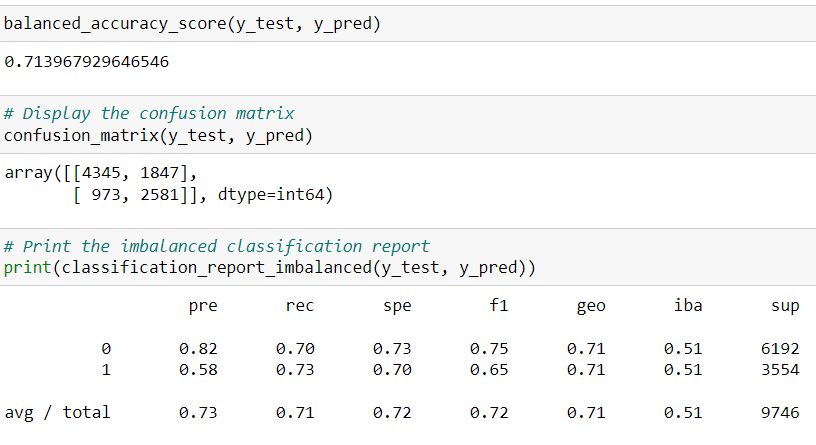 balanced_accuracy_score(y_test, y_pred)
0.713967929646546
# Display the confusion matrix
confusion_matrix(y_test, y_pred)
array([[4345, 1847],
       [ 973, 2581]], dtype=int64)
# Print the imbalanced classification report
print(classification_report_imbalanced(y_test, y_pred))
                   pre       rec       spe        f1       geo       iba       sup
          0       0.82      0.70      0.73      0.75      0.71      0.51      6192
          1       0.58      0.73      0.70      0.65      0.71      0.51      3554
avg / total       0.73      0.71      0.72      0.72      0.71      0.51      9746